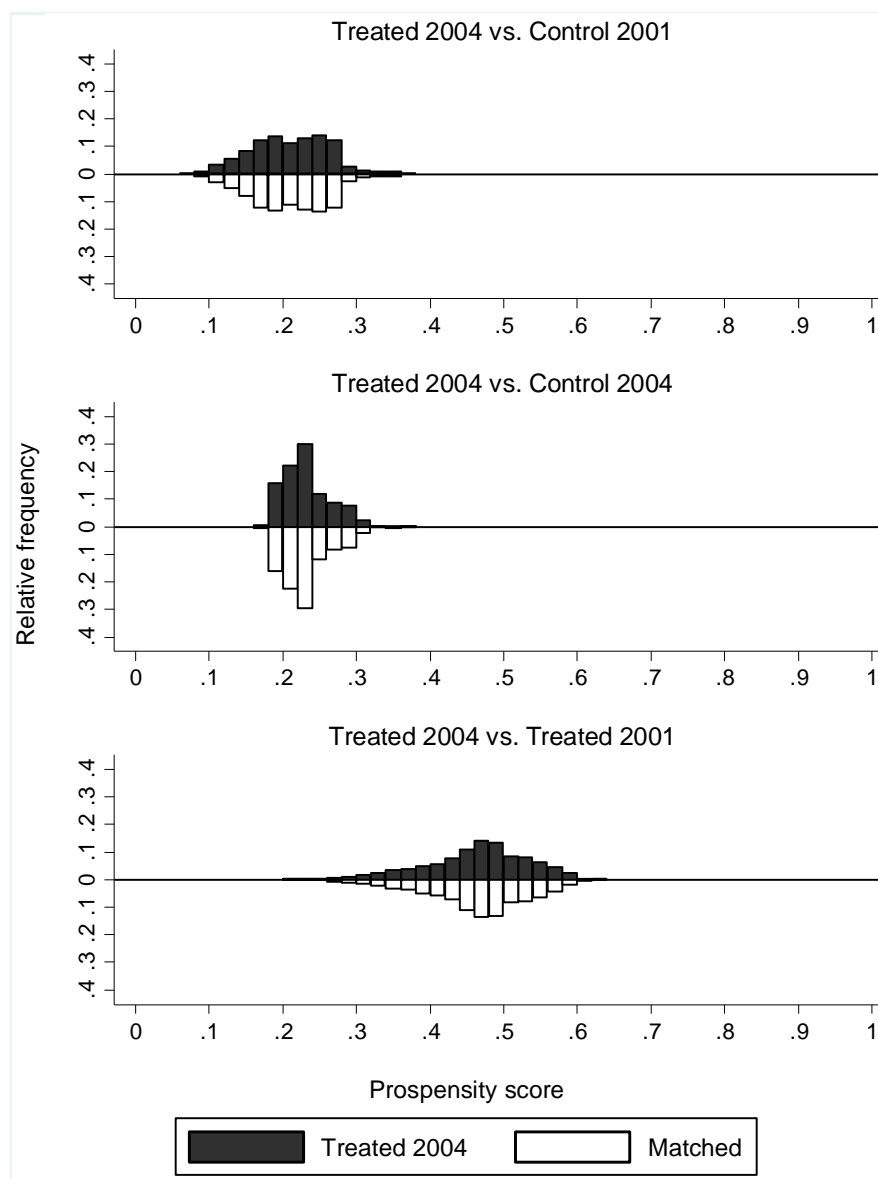 Treated 2004 vs. Control 2001
.4 .3 .2 .1 0 .1 .2 .3 .4
0 .1 .2 .3 .4 .5 .6 .7 .8 .9 1
Treated 2004 vs. Control 2004
Relative frequency
.4 .3 .2 .1 0 .1 .2 .3 .4
0 .1 .2 .3 .4 .5 .6 .7 .8 .9 1
Treated 2004 vs. Treated 2001
.4 .3 .2 .1 0 .1 .2 .3 .4
0 .1 .2 .3 .4 .5 .6 .7 .8 .9 1
Prospensity score
Treated 2004 Matched